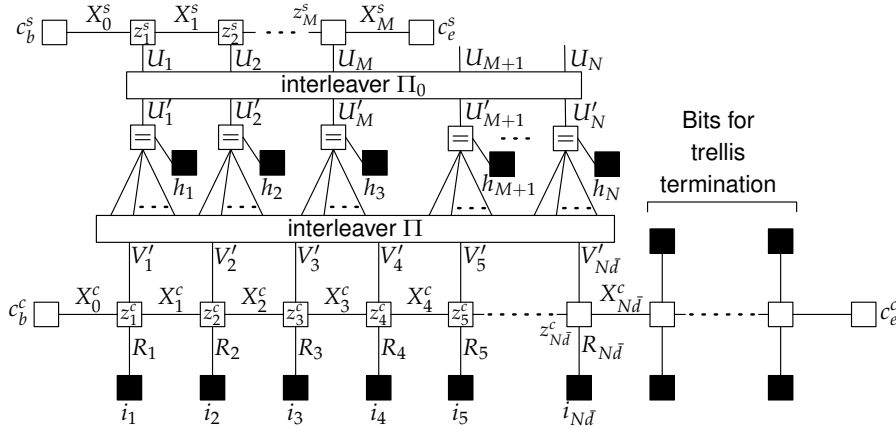 c_b^s X_0^s z_1^s X_1^s z_2^s z_M^s X_M^s c_e^s
U_1 U_2 U_M U_{M+1} U_N
interleaver Π_0
U'_1 U'_2 U'_M U'_{M+1} U'_N
= = = = =
h_1 h_2 h_3 h_{M+1} h_N
Bits for
trellis
termination
interleaver Π
V'_1 V'_2 V'_3 V'_4 V'_5 V'_{Nd̄}
c_b^c X_0^c z_1^c X_1^c z_2^c X_2^c z_3^c X_3^c z_4^c X_4^c z_5^c z_{Nd̄}^c X_{Nd̄}^c c_e^c
R_1 R_2 R_3 R_4 R_5 R_{Nd̄}
i_1 i_2 i_3 i_4 i_5 i_{Nd̄}